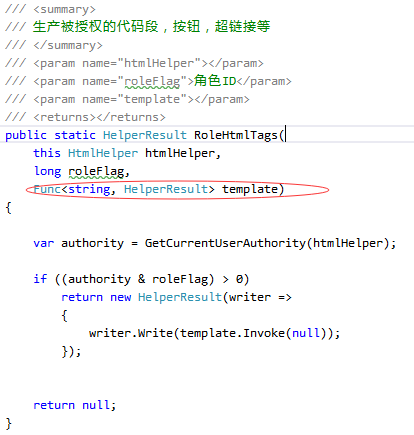 /// <summary>
/// 生产被授权的代码段，按钮，超链接等
/// </summary>
/// <param name="htmlHelper"></param>
/// <param name="roleFlag">角色ID</param>
/// <param name="template"></param>
/// <returns></returns>
public static HelperResult RoleHtmlTags(
this HtmlHelper htmlHelper,
long roleFlag,
Func<string, HelperResult> template)
{
var authority = GetCurrentUserAuthority(htmlHelper);
if ((authority & roleFlag) > 0)
return new HelperResult(writer =>
{
writer.Write(template.Invoke(null));
});
return null;
}